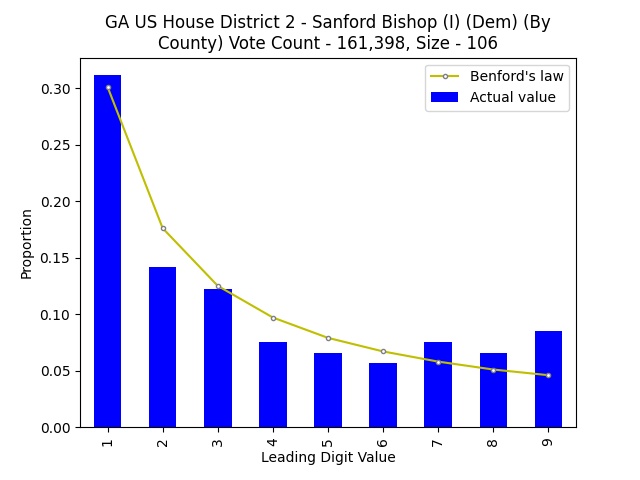 GA US House District 2 - Sanford Bishop (I) (Dem) (By
County) Vote Count - 161,398, Size - 106
Benford's law
Actual value
0.30
0.25
0.20
0.15
0.10
0.05
0.00
Proportion
1
2
3
4
5
6
7
8
9
Leading Digit Value